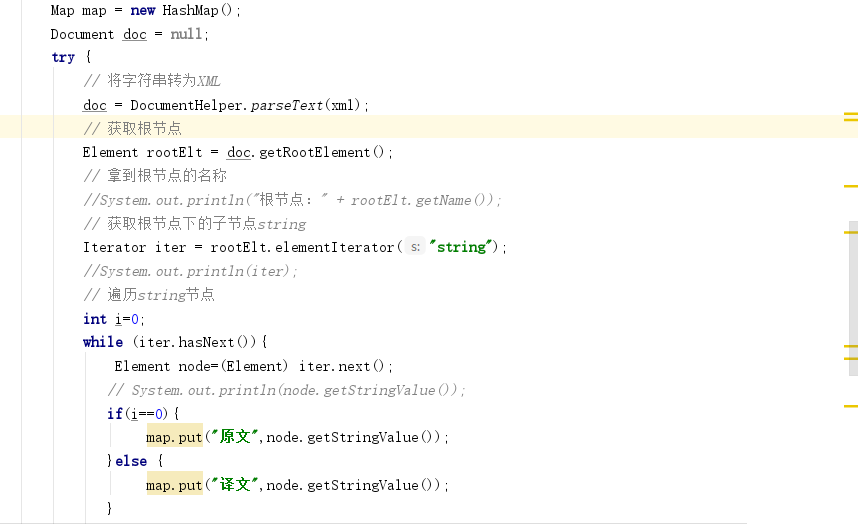 Map map = new HashMap();
Document doc = null;
try {
// 将字符串转为XML
doc = DocumentHelper.parseText(xml);
// 获取根节点
Element rootElt = doc.getRootElement();
// 拿到根节点的名称
//System.out.println("根节点：" + rootElt.getName());
// 获取根节点下的子节点string
Iterator iter = rootElt.elementIterator( s: "string");
//System.out.println(iter);
// 遍历string节点
int i=0;
while (iter.hasNext()){
Element node=(Element) iter.next();
// System.out.println(node.getStringValue());
if(i==0){
map.put("原文",node.getStringValue());
}else {
map.put("译文",node.getStringValue());
}